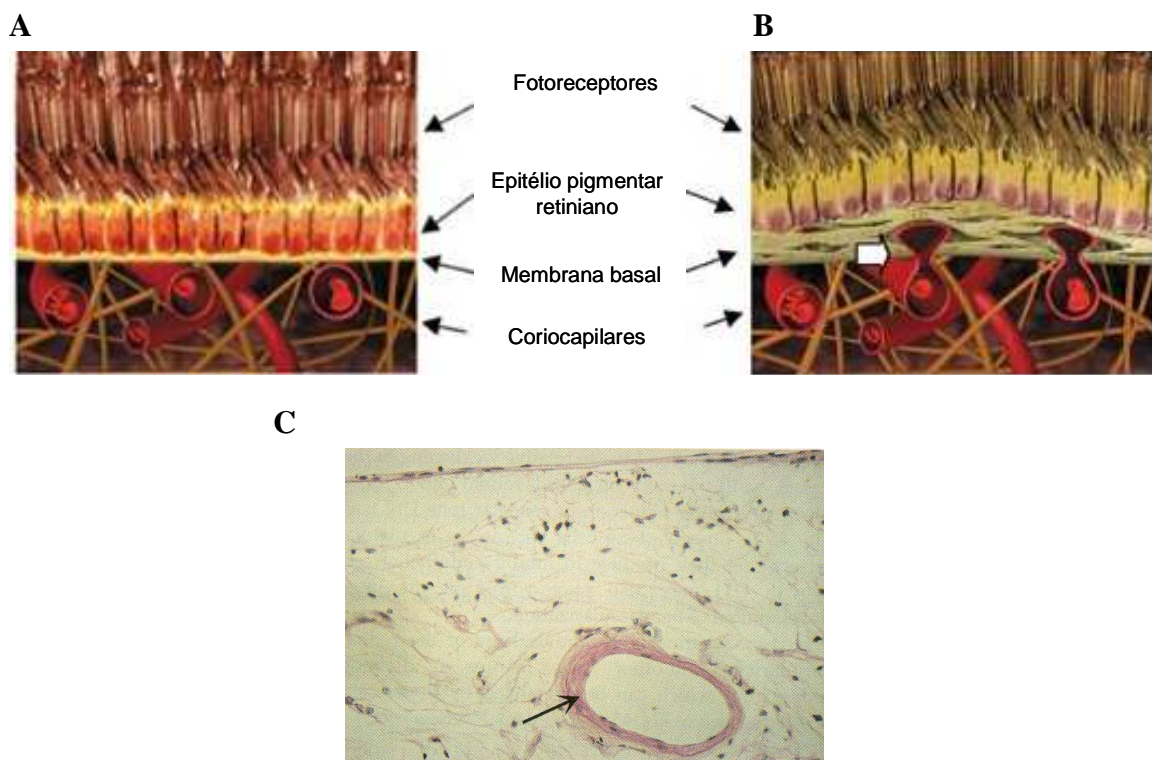 A
B
Fotoreceptores
Epitélio pigmentar
retiniano
Membrana basal
Coriocapilares
C